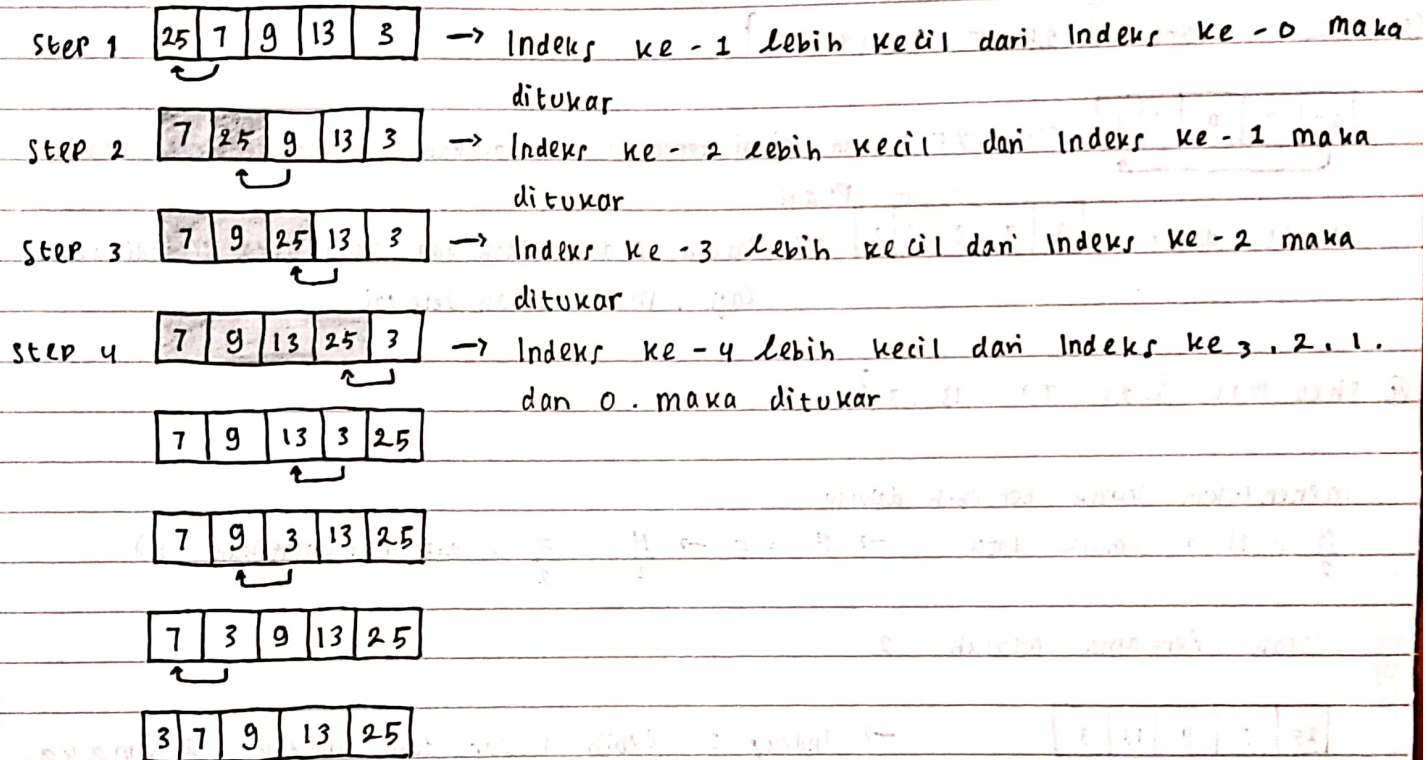 Step 1 25 7 9 13 3 → Indeks ke-1 lebih kecil dari Indeks ke-0 maka
ditukar
Step 2 7 25 9 13 3 → Indeks ke-2 lebih kecil dari Indeks ke-1 maka
ditukar
Step 3 7 9 25 13 3 → Indeks ke-3 lebih kecil dari Indeks ke-2 maka
ditukar
Step 4 7 9 13 25 3 → Indeks ke-4 lebih kecil dari Indeks ke 3, 2, 1,
dan 0. maka ditukar
7 9 13 3 25
7 9 3 13 25
7 3 9 13 25
3 7 9 13 25